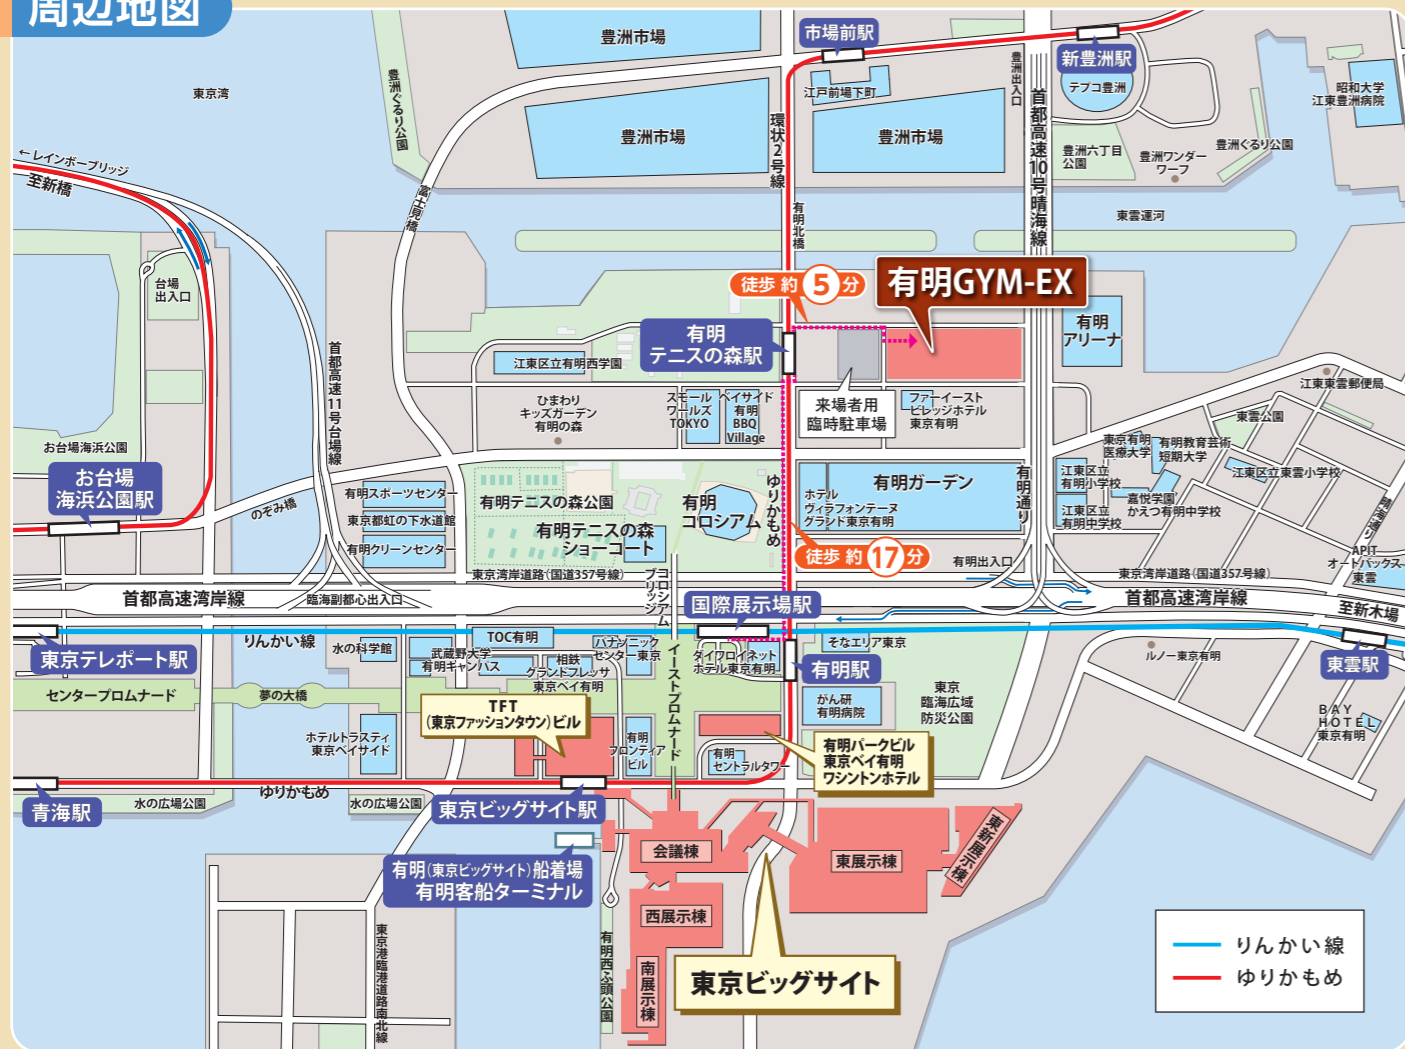 周辺地図
豊洲市場
市場前駅
新豊洲駅
東京湾
豊洲ぐるり公園
豊洲市場
江戸前場下町
豊洲市場
環状2号線
豊洲出入口
首都高速10号晴海線
テプコ豊洲
昭和大学
江東豊洲病院
豊洲六丁目
公園
豊洲ワンダー
ワーフ
豊洲ぐるり公園
←レインボーブリッジ
至新橋
富士見橋
有明北橋
東雲運河
台場
出入口
徒歩 約 5 分
有明GYM-EX
有明
テニスの森駅
有明
アリーナ
首都高速11号台場線
江東区立有明西学園
ひまわり
キッズガーデン
有明の森
スモール
ワールズ
TOKYO
ベイサイド
有明
BBQ
Village
来場者用
臨時駐車場
ファーイースト
ビレッジホテル
東京有明
江東東雲郵便局
東雲公園
お台場海浜公園
お台場
海浜公園駅
のぞみ橋
有明スポーツセンター
東京都虹の下水道館
有明クリーンセンター
有明テニスの森公園
有明テニスの森
ショーコート
有明
コロシアム
ゆりかもめ
ホテル
ヴィラフォンテーヌ
グランド東京有明
有明ガーデン
有明通り
東京有明
医療大学
有明教育芸術
短期大学
江東区立
有明小学校
江東区立東雲小学校
江東区立
有明中学校
嘉悦学園
かえつ有明中学校
晴海通り
徒歩 約 17 分
有明出入口
APIT
オートバックス
東雲
東京湾岸道路(国道357号線)
東京湾岸道路(国道357号線)
首都高速湾岸線
臨海副都心出入口
コロシアム
ブリッジ
国際展示場駅
首都高速湾岸線
至新木場
東京テレポート駅
りんかい線
水の科学館
武蔵野大学
有明キャンパス
TOC有明
相鉄
グランドフレッサ
東京ベイ有明
パナソニック
センター東京
イーストプロムナード
ダイワロイネット
ホテル東京有明
有明駅
そなエリア東京
ルノー東京有明
東雲駅
センタープロムナード
夢の大橋
TFT
(東京ファッションタウン)ビル
がん研
有明病院
東京
臨海広域
防災公園
BAY
HOTEL
東京有明
ホテルトラスティ
東京ベイサイド
有明
フロンティア
ビル
有明
セントラルタワー
有明パークビル
東京ベイ有明
ワシントンホテル
青海駅
水の広場公園
ゆりかもめ
水の広場公園
東京ビッグサイト駅
有明(東京ビッグサイト)船着場
有明客船ターミナル
会議棟
東展示棟
東新展示棟
西展示棟
南展示棟
有明西ふ頭公園
東京港臨港道路南北線
東京ビッグサイト
りんかい線
ゆりかもめ